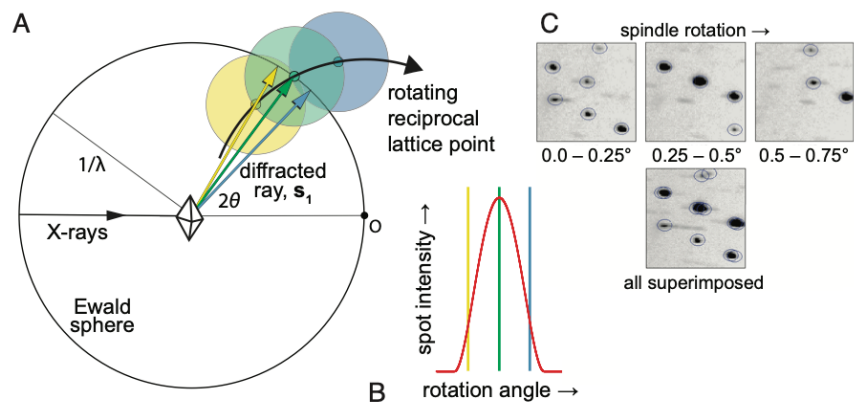 A
1/λ
X-rays
Ewald
sphere
diffracted
ray, s₁
2θ
O
rotating
reciprocal
lattice point
B
spot intensity →
rotation angle →
C
spindle rotation →
0.0 – 0.25°
0.25 – 0.5°
0.5 – 0.75°
all superimposed